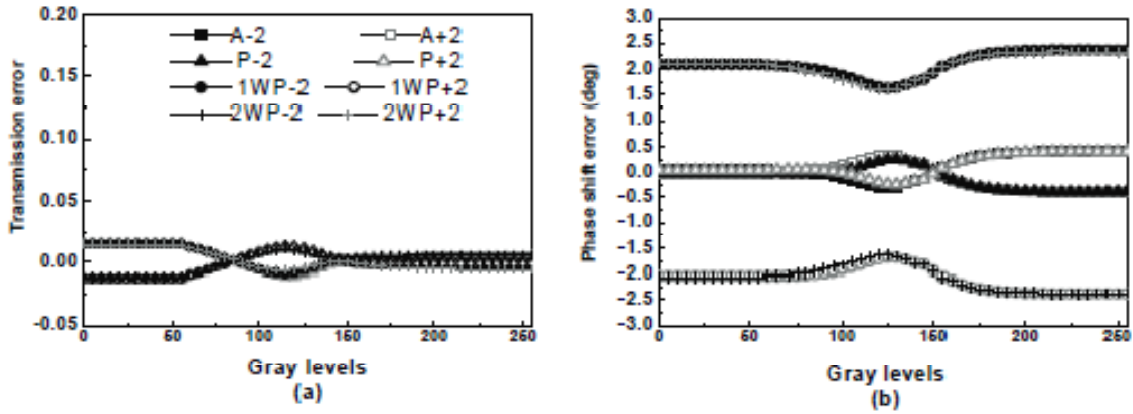 0.20
0.15
0.10
0.05
0.00
-0.05
Transmission error
A-2 A+2
P-2 P+2
1WP-2 1WP+2
2WP-2 2WP+2
0 50 100 150 200 250
Gray levels
(a)
3.0
2.5
2.0
1.5
1.0
0.5
0.0
-0.5
-1.0
-1.5
-2.0
-2.5
-3.0
Phase shift error (deg)
0 50 100 150 200 250
Gray levels
(b)